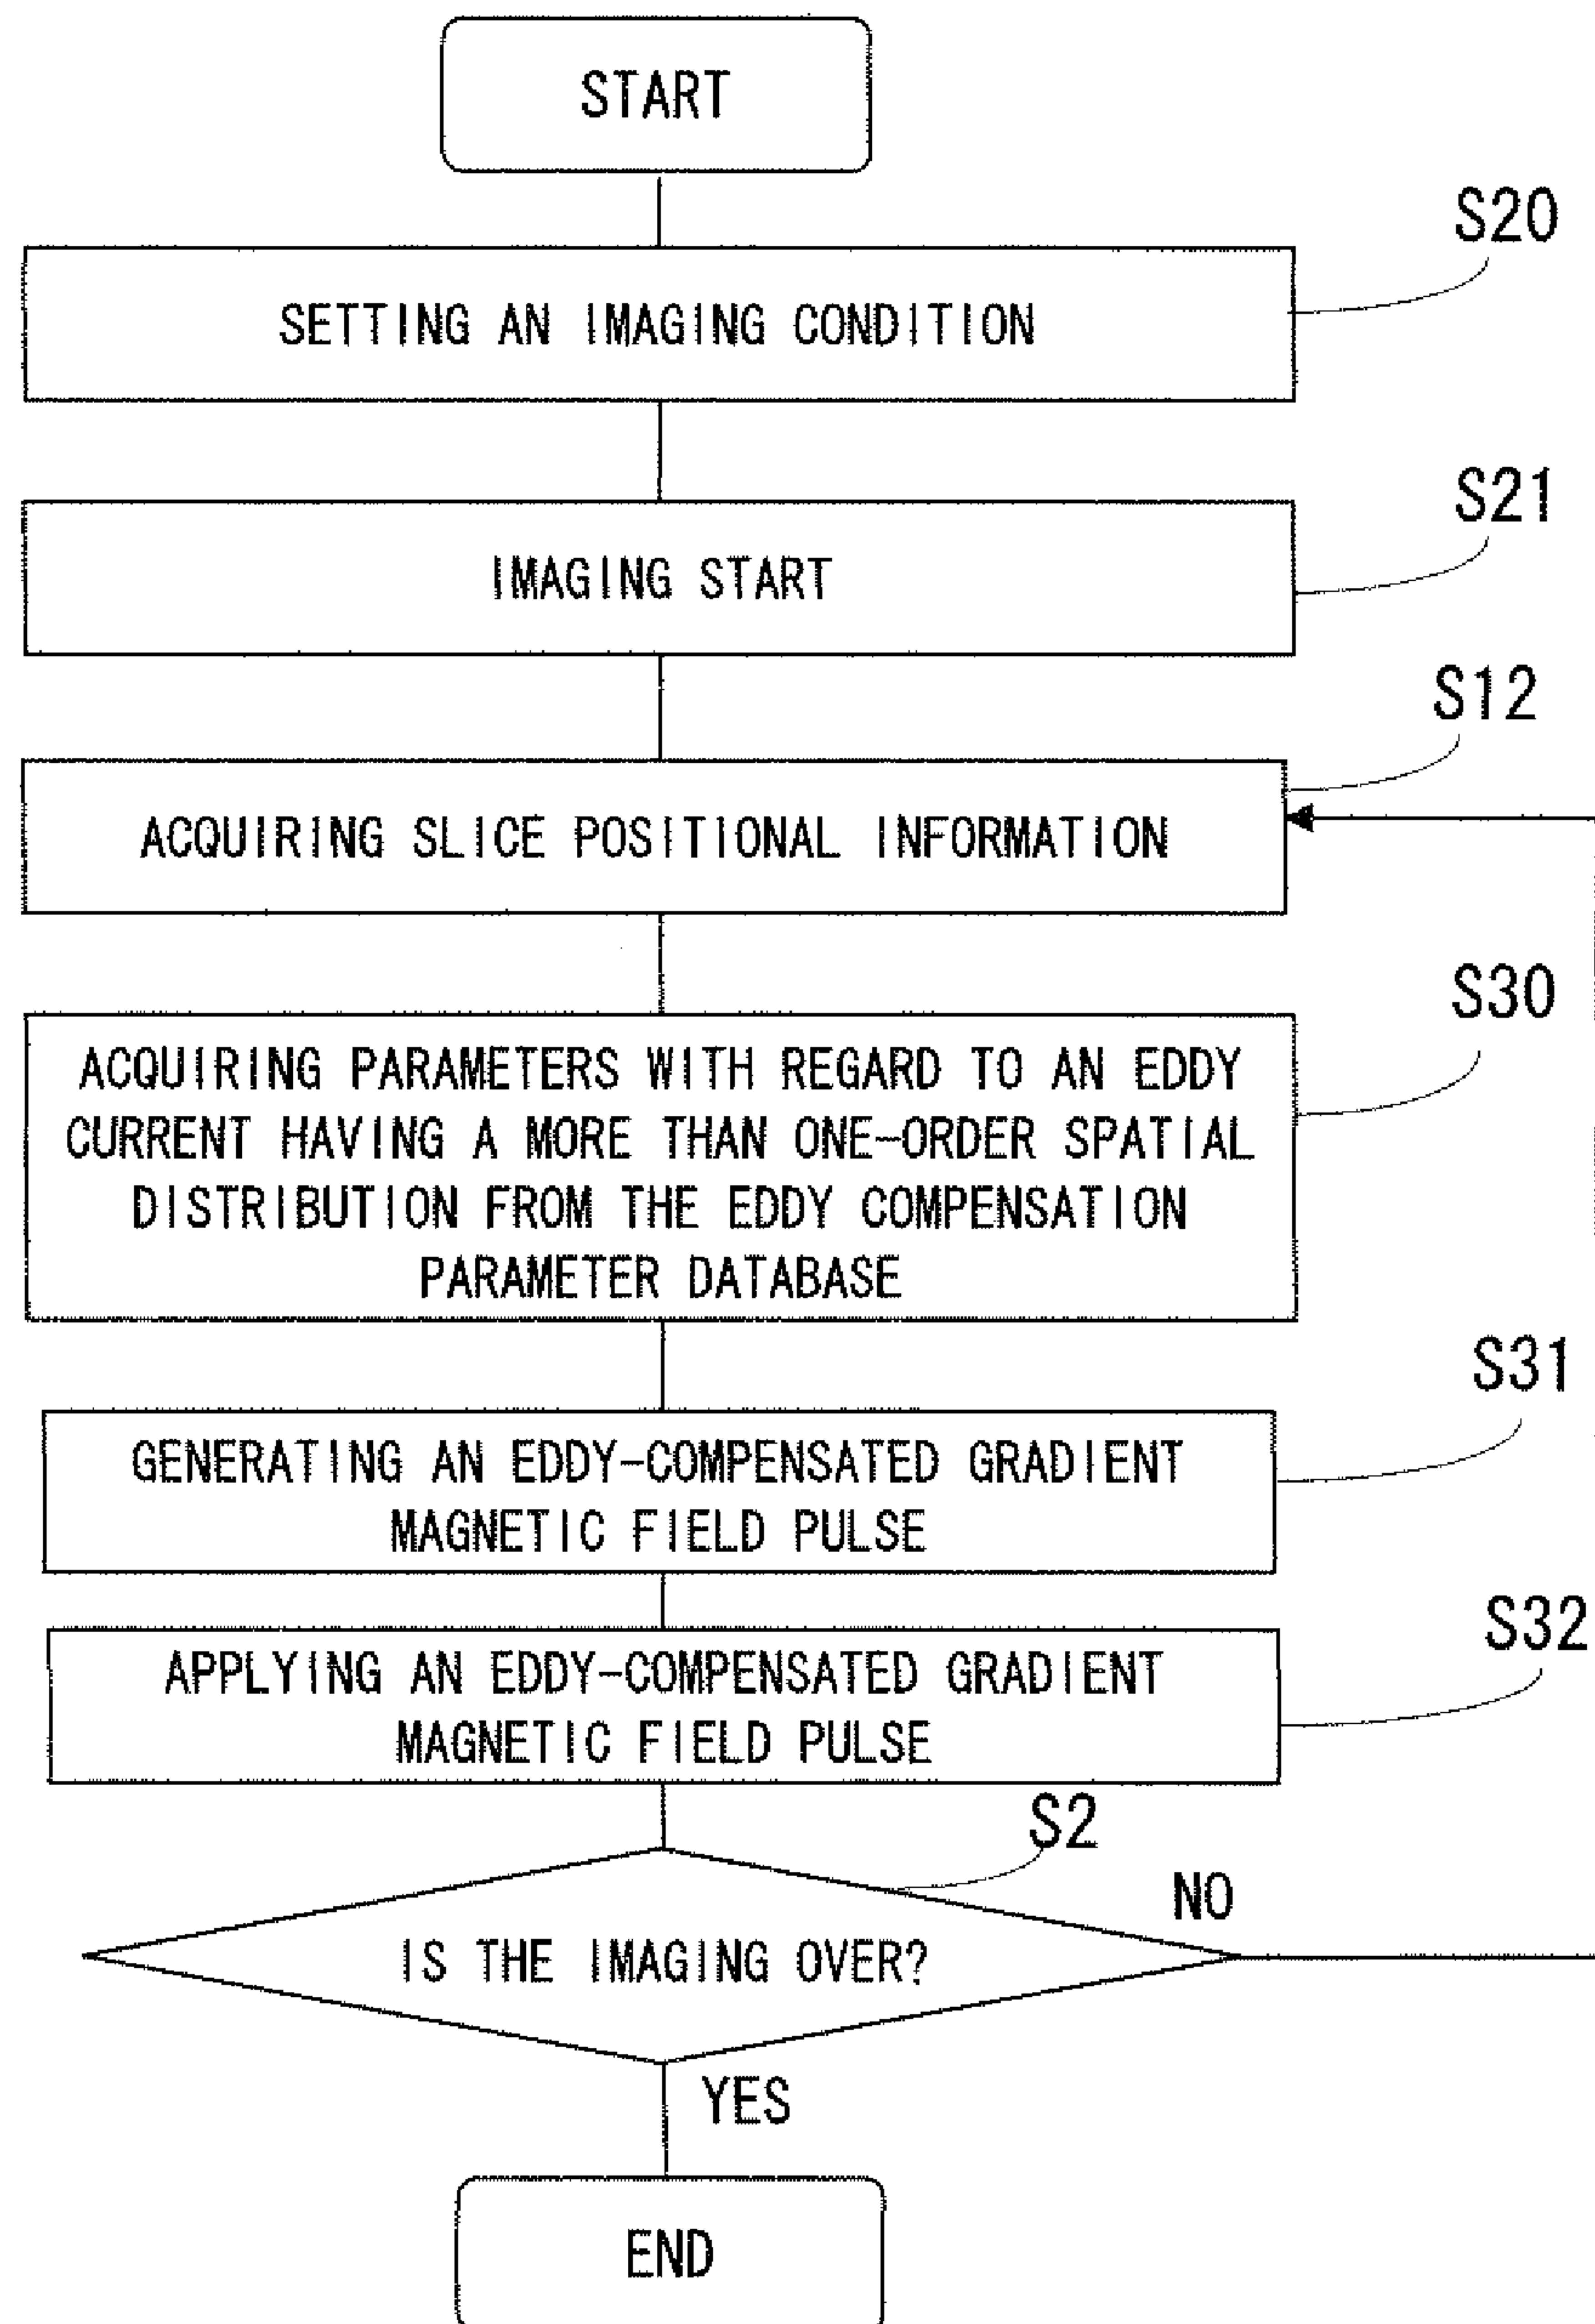 START
S20
SETTING AN IMAGING CONDITION
S21
IMAGING START
S12
ACQUIRING SLICE POSITIONAL INFORMATION
S30
ACQUIRING PARAMETERS WITH REGARD TO AN EDDY
CURRENT HAVING A MORE THAN ONE-ORDER SPATIAL
DISTRIBUTION FROM THE EDDY COMPENSATION
PARAMETER DATABASE
S31
GENERATING AN EDDY-COMPENSATED GRADIENT
MAGNETIC FIELD PULSE
S32
APPLYING AN EDDY-COMPENSATED GRADIENT
MAGNETIC FIELD PULSE
S2
NO
IS THE IMAGING OVER?
YES
END